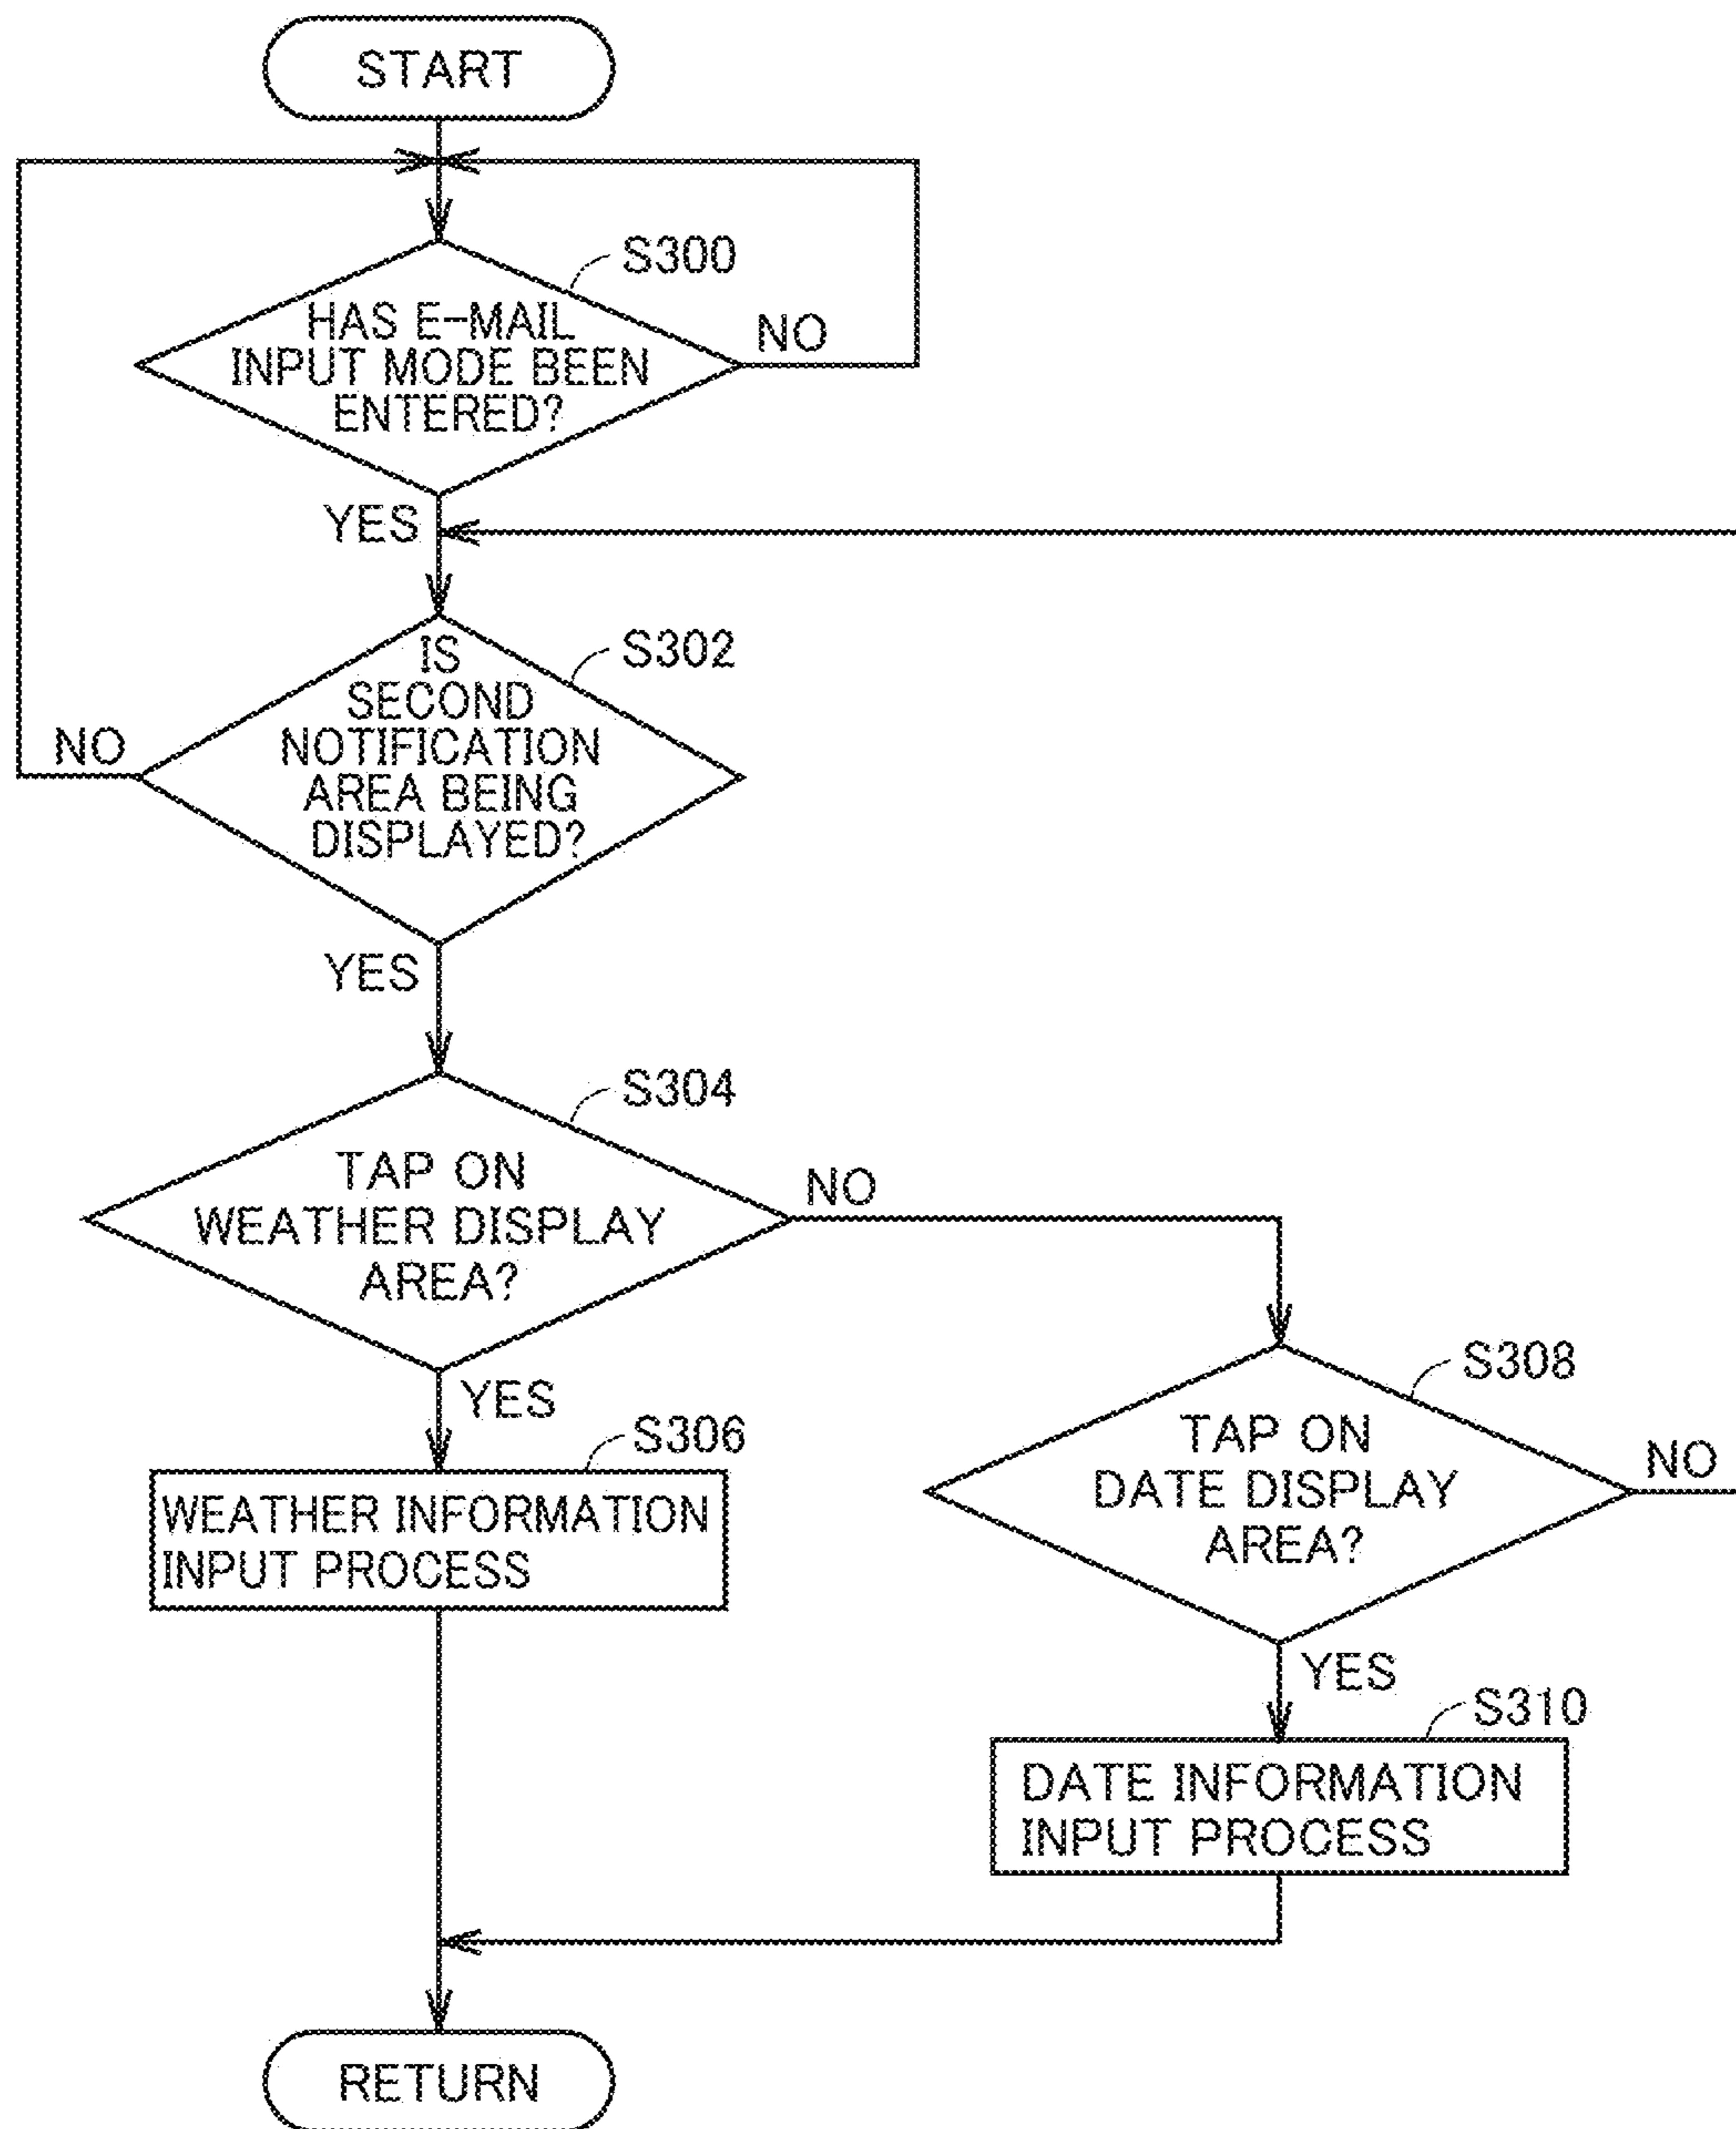 START
S300
HAS E-MAIL
INPUT MODE BEEN
ENTERED?
NO
YES
S302
IS
SECOND
NOTIFICATION
AREA BEING
DISPLAYED?
NO
YES
S304
TAP ON
WEATHER DISPLAY
AREA?
NO
YES
S306
WEATHER INFORMATION
INPUT PROCESS
S308
TAP ON
DATE DISPLAY
AREA?
NO
YES
S310
DATE INFORMATION
INPUT PROCESS
RETURN